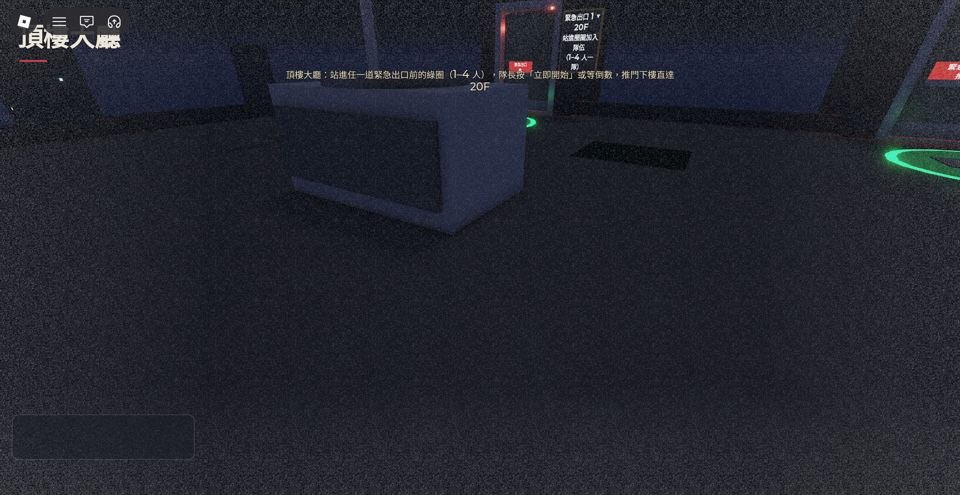 頂樓大廳
頂樓大廳：站進任一道緊急出口前的綠圈（1–4 人），隊長按「立即開始」或等倒數，推門下樓直達
20F
緊急出口 1
20F
站進圈圈加入
隊伍
（1–4 人一
隊）